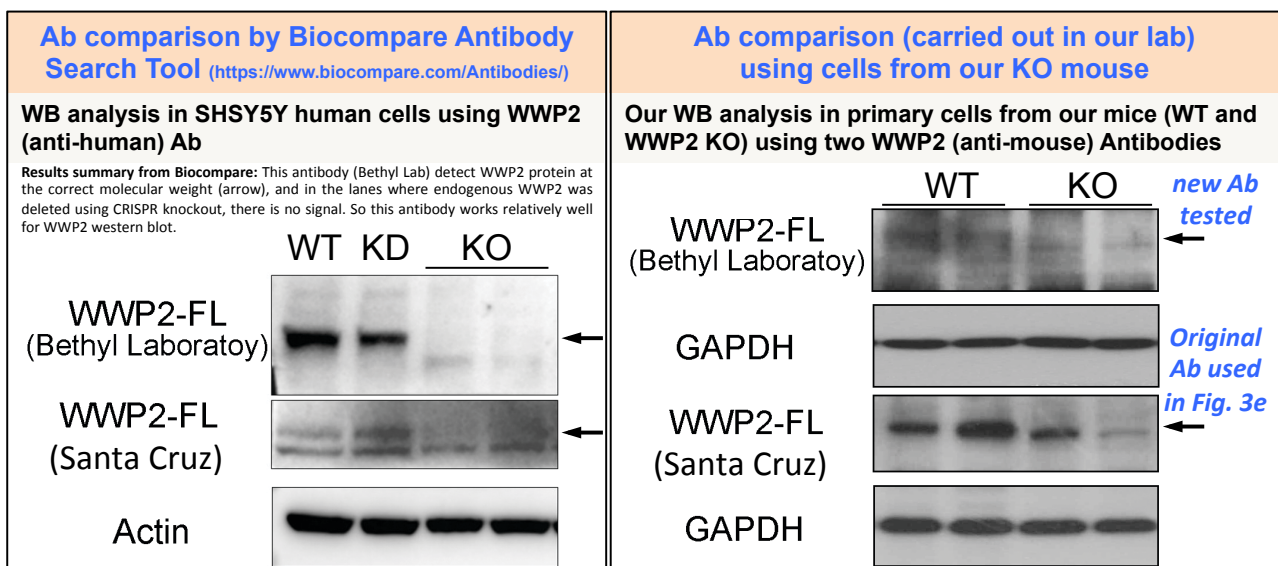 Ab comparison by Biocompare Antibody
Search Tool (https://www.biocompare.com/Antibodies/)
WB analysis in SHSY5Y human cells using WWP2
(anti-human) Ab
Results summary from Biocompare: This antibody (Bethyl Lab) detect WWP2 protein at
the correct molecular weight (arrow), and in the lanes where endogenous WWP2 was
deleted using CRISPR knockout, there is no signal. So this antibody works relatively well
for WWP2 western blot.
WT KD KO
WWP2-FL
(Bethyl Laboratoy)
WWP2-FL
(Santa Cruz)
Actin
Ab comparison (carried out in our lab)
using cells from our KO mouse
Our WB analysis in primary cells from our mice (WT and
WWP2 KO) using two WWP2 (anti-mouse) Antibodies
WT KO
new Ab
tested
WWP2-FL
(Bethyl Laboratoy)
GAPDH
Original
Ab used
in Fig. 3e
WWP2-FL
(Santa Cruz)
GAPDH